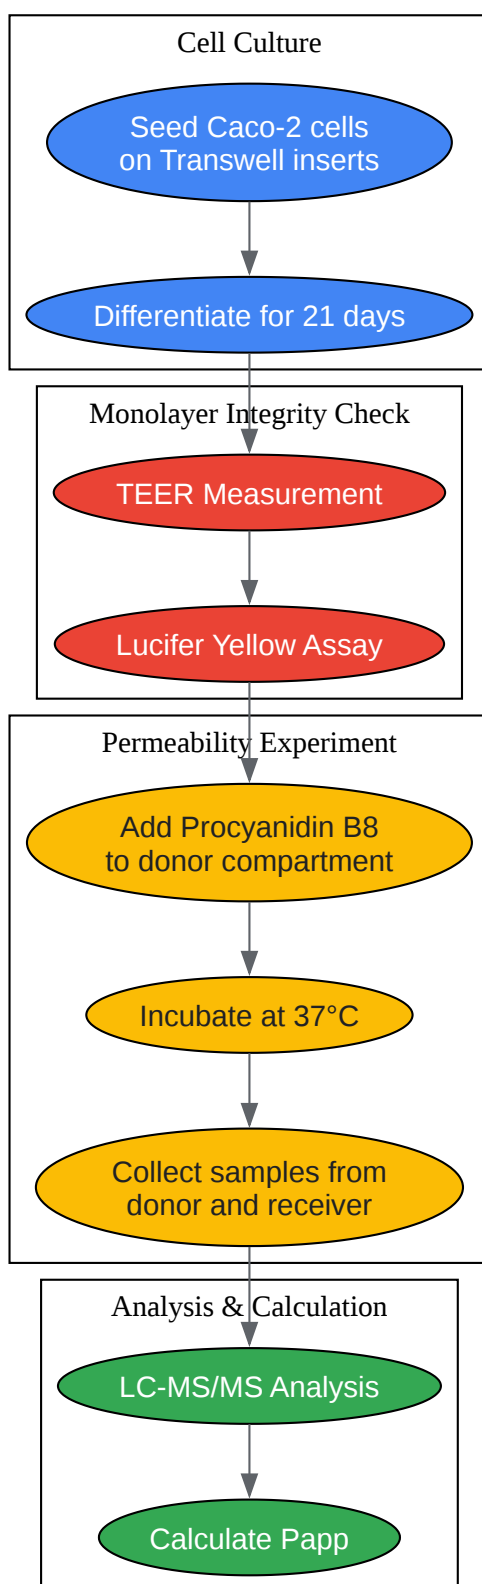 Cell Culture
Seed Caco-2 cells
on Transwell inserts
Differentiate for 21 days
Monolayer Integrity Check
TEER Measurement
Lucifer Yellow Assay
Permeability Experiment
Add Procyanidin B8
to donor compartment
Incubate at 37°C
Collect samples from
donor and receiver
Analysis & Calculation
LC-MS/MS Analysis
Calculate Papp